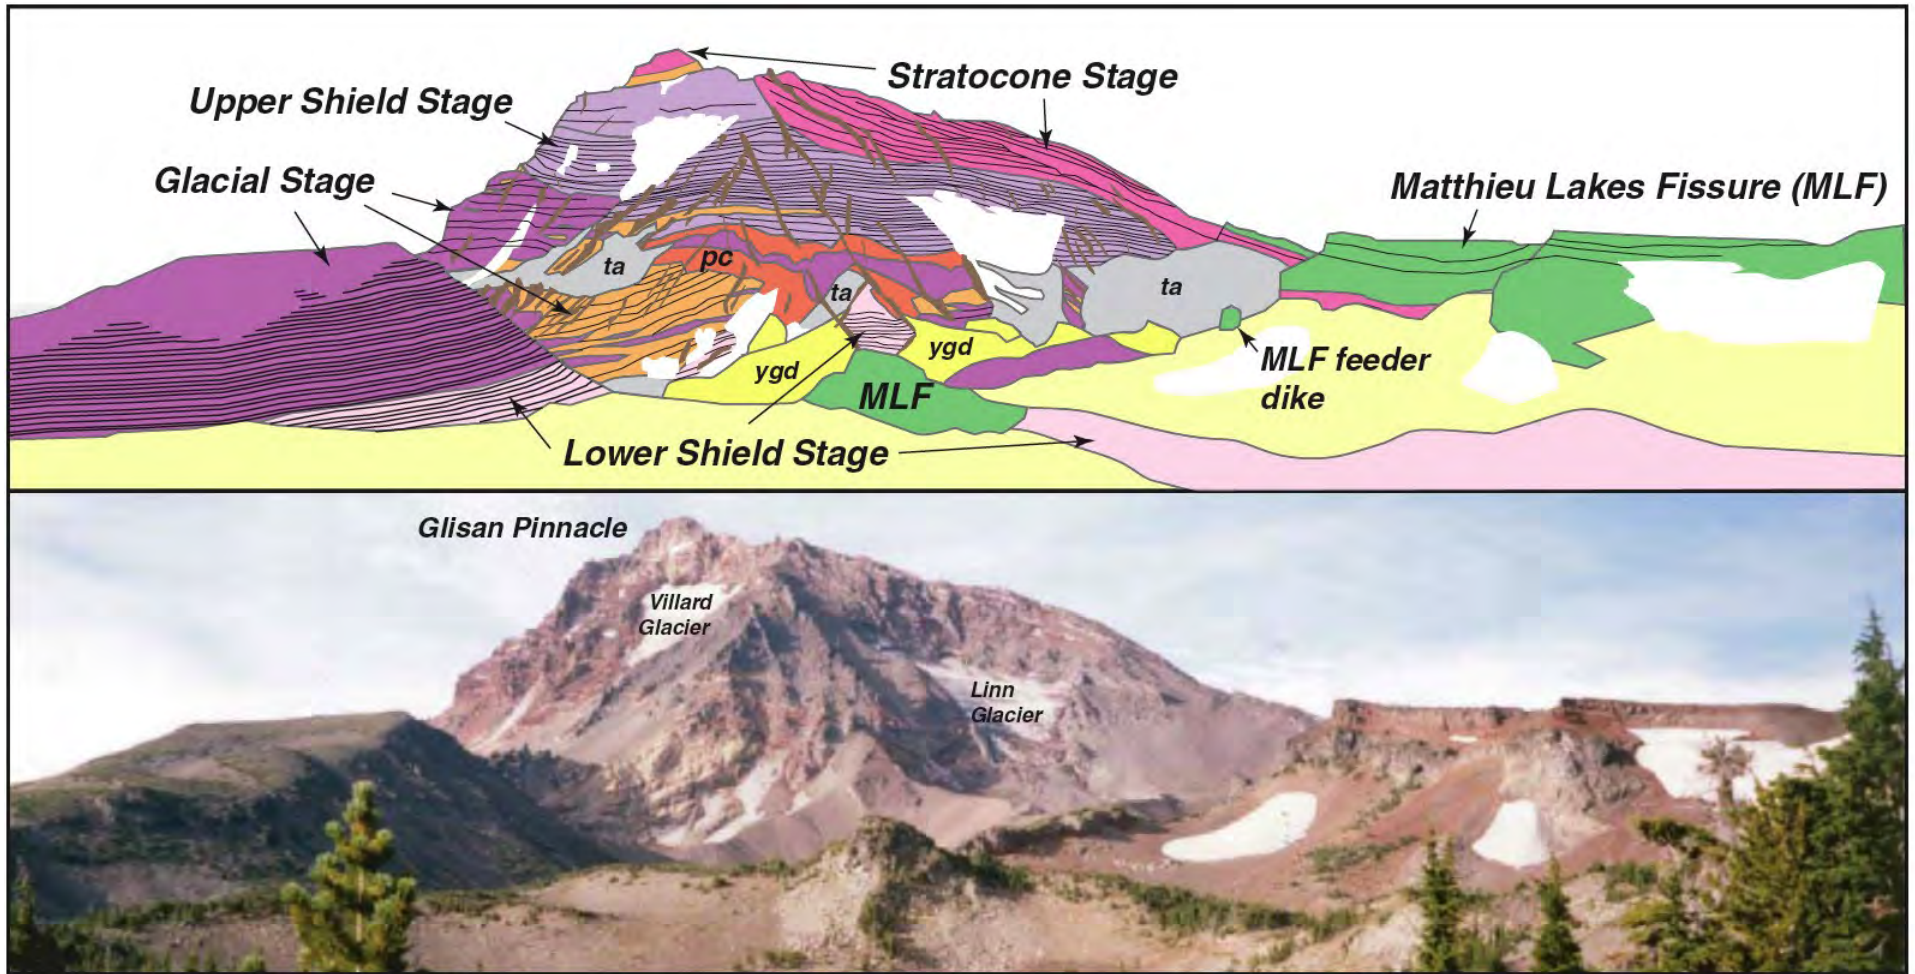 Stratocone Stage
Upper Shield Stage
Glacial Stage
Matthieu Lakes Fissure (MLF)
pc
ta
ta
ta
ygd
ygd
MLF feeder
dike
MLF
Lower Shield Stage
Glisan Pinnacle
Villard
Glacier
Linn
Glacier